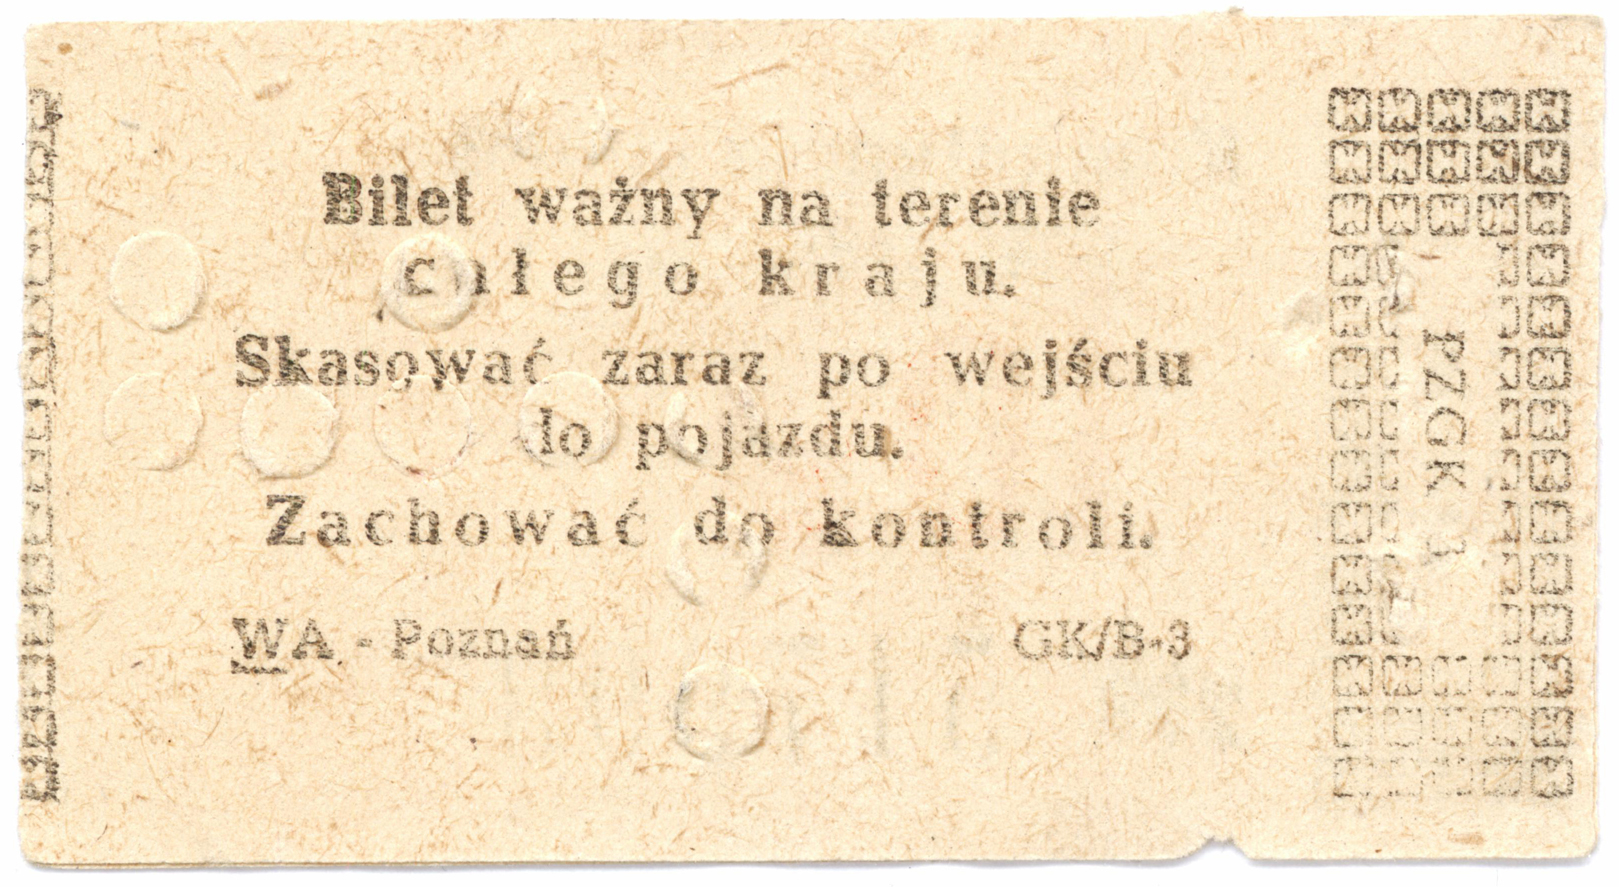 Bilet ważny na terenie
całego kraju.
Skasować zaraz po wejściu
do pojazdu.
Zachować do kontroli.
WA - Poznań
GK/B-3
PZGK